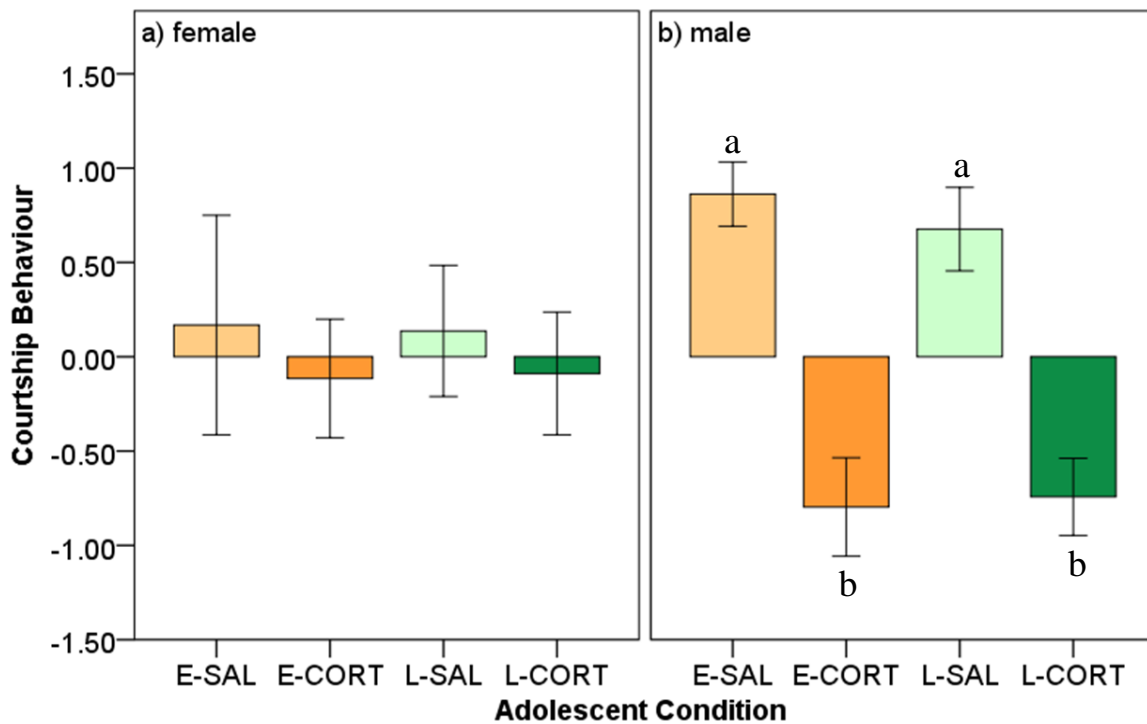 a) female
b) male
Courtship Behaviour
1.50
1.00
0.50
0.00
-0.50
-1.00
-1.50
a
a
b
b
E-SAL E-CORT L-SAL L-CORT
E-SAL E-CORT L-SAL L-CORT
Adolescent Condition